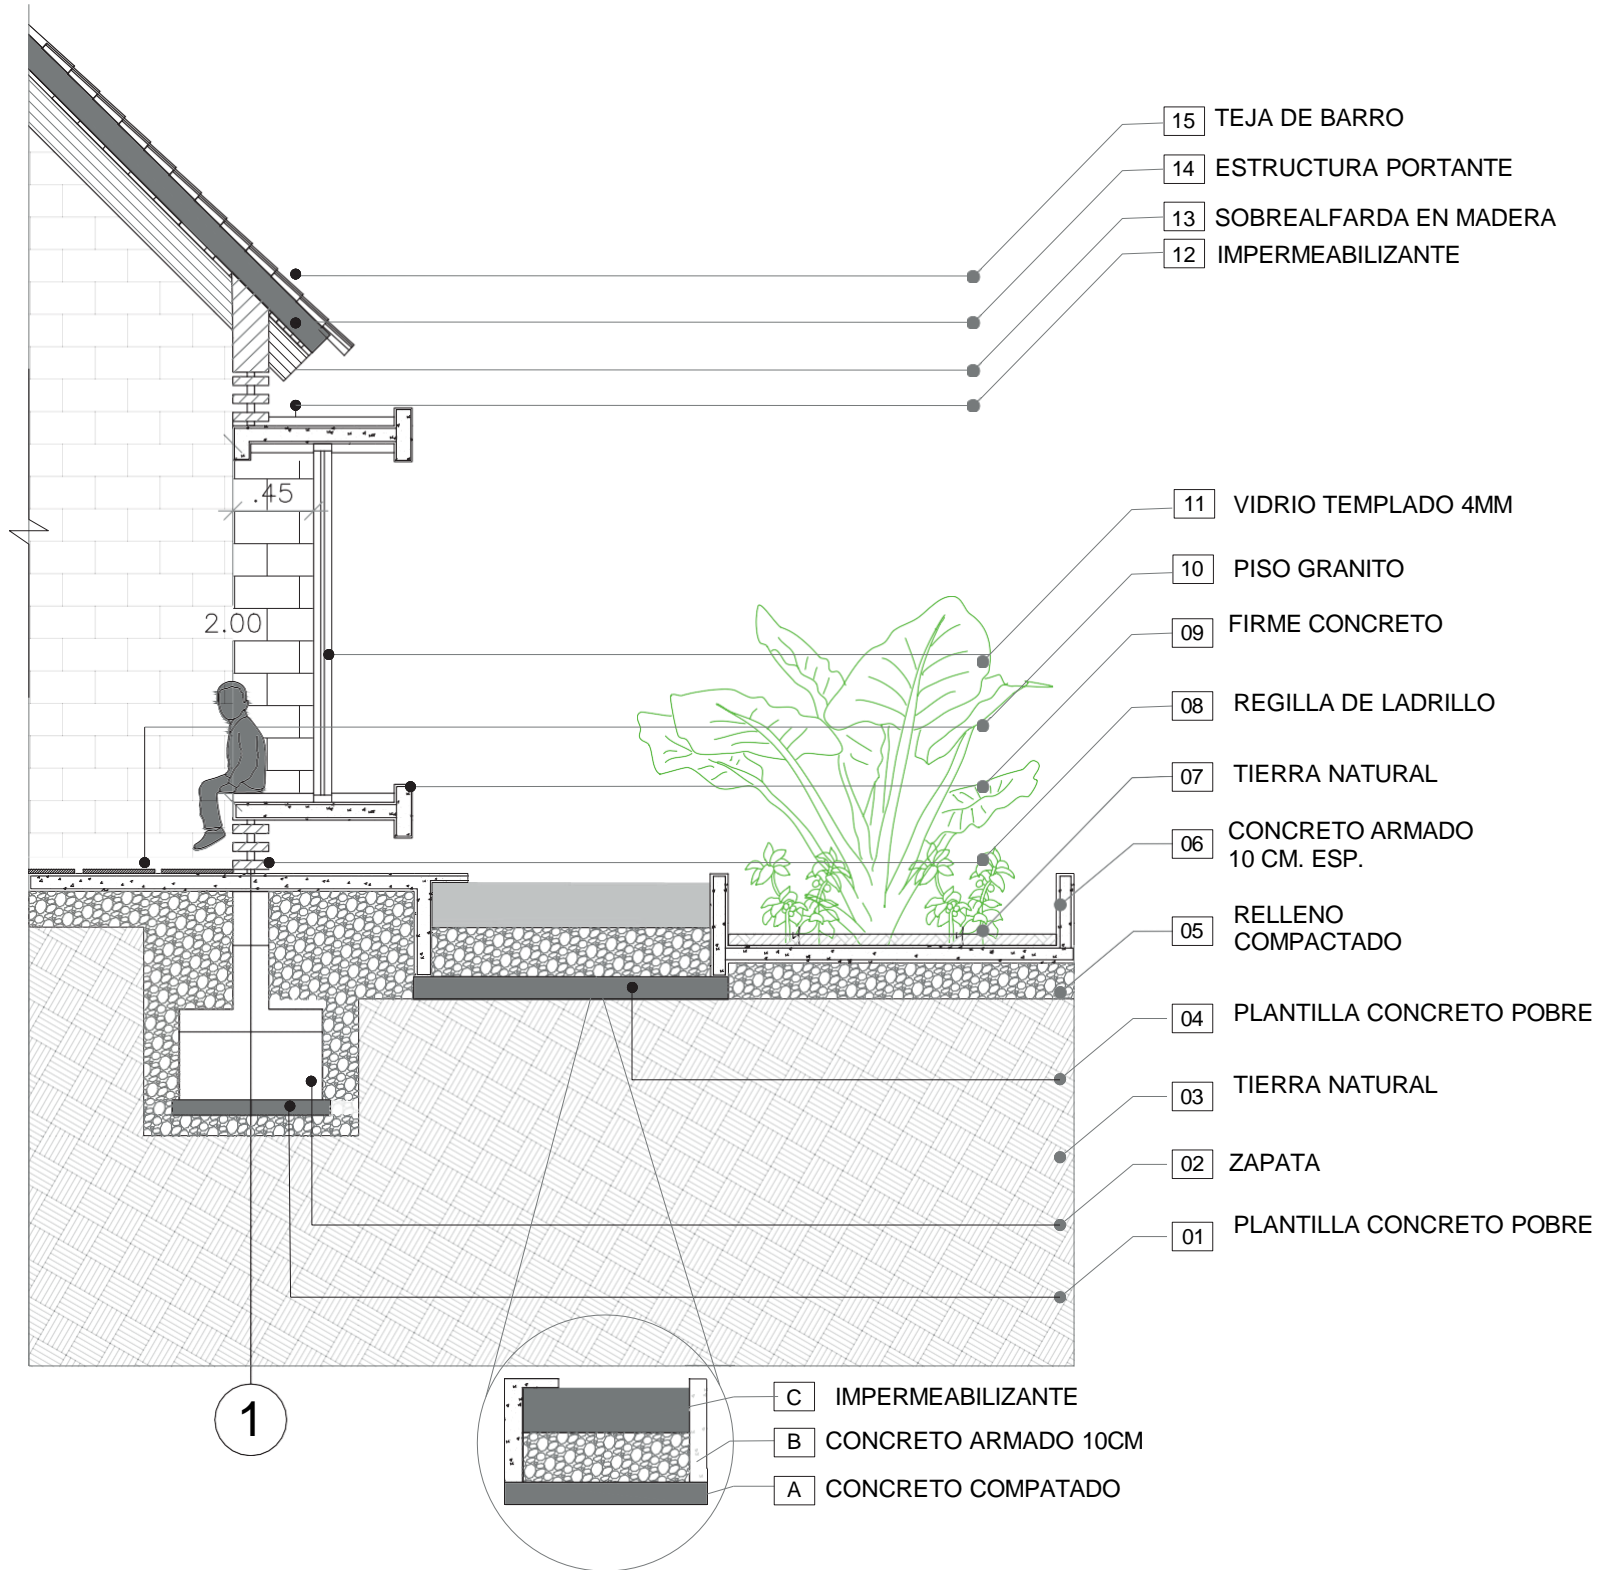 15 TEJA DE BARRO
14 ESTRUCTURA PORTANTE
13 SOBREALFARDA EN MADERA
12 IMPERMEABILIZANTE
.45
2.00
11 VIDRIO TEMPLADO 4MM
10 PISO GRANITO
09 FIRME CONCRETO
08 REGILLA DE LADRILLO
07 TIERRA NATURAL
06 CONCRETO ARMADO
10 CM. ESP.
05 RELLENO
COMPACTADO
04 PLANTILLA CONCRETO POBRE
03 TIERRA NATURAL
02 ZAPATA
01 PLANTILLA CONCRETO POBRE
1
C IMPERMEABILIZANTE
B CONCRETO ARMADO 10CM
A CONCRETO COMPATADO